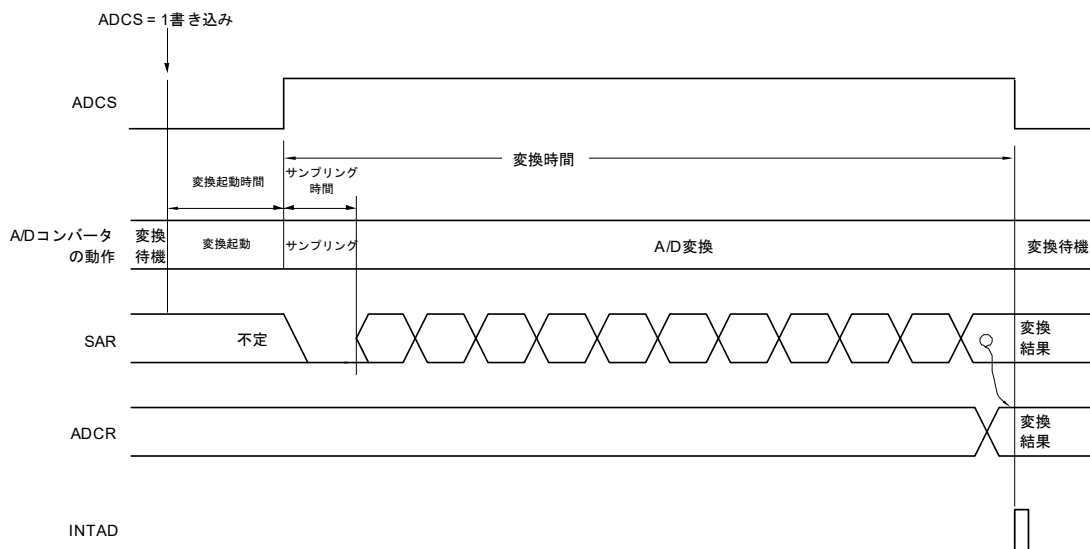 ADCS = 1書き込み
ADCS
変換時間
変換起動時間
サンプリング
時間
A/Dコンバータ
の動作
変換
待機
変換起動
サンプリング
A/D変換
変換待機
SAR
不定
変換
結果
ADCR
変換
結果
INTAD